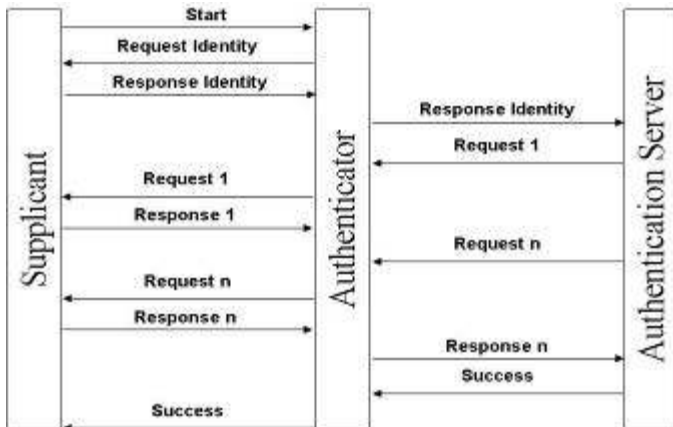 Start
Request Identity
Response Identity
Response Identity
Request 1
Request 1
Response 1
Request n
Request n
Response n
Response n
Success
Success
Supplicant
Authenticator
Authentication Server